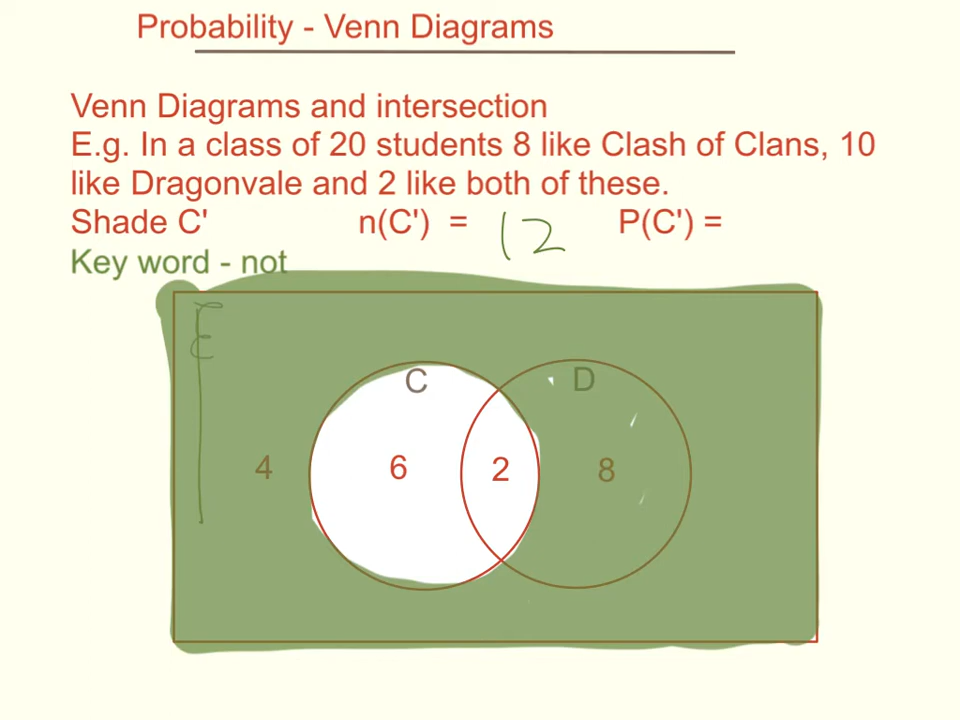 Probability - Venn Diagrams
Venn Diagrams and intersection
E.g. In a class of 20 students 8 like Clash of Clans, 10
like Dragonvale and 2 like both of these.
Shade C' n(C') = 12 P(C') =
Key word - not
ξ
C D
4 6 2 8